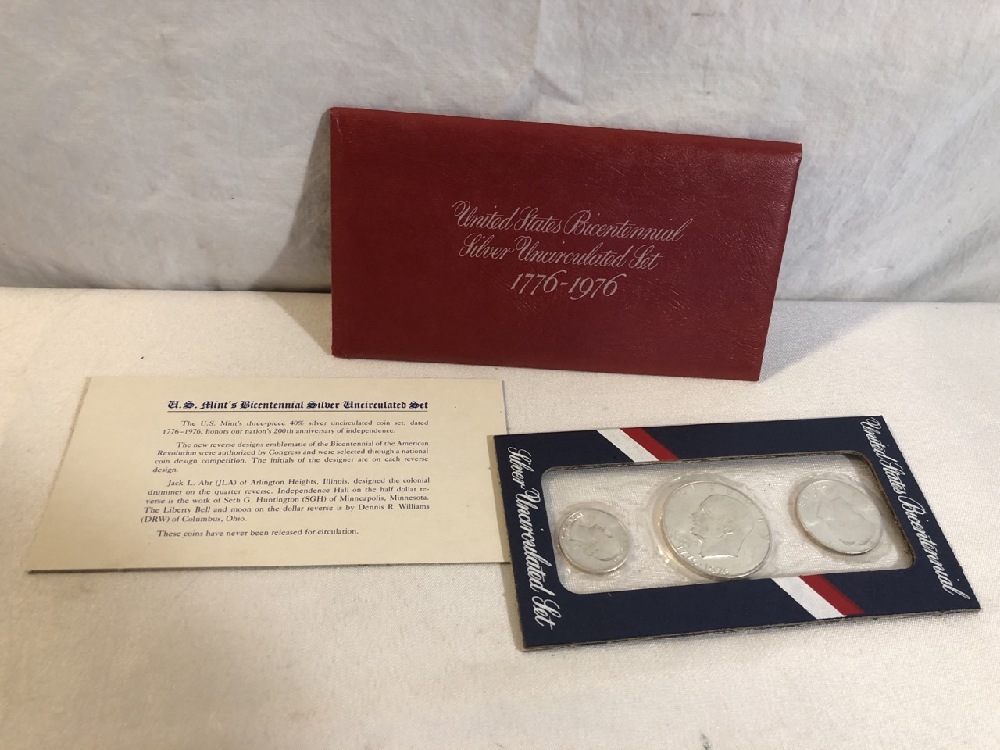 United States Bicentennial
Silver Uncirculated Set
1776-1976
U.S. Mint's Bicentennial Silver Uncirculated Set
The U.S. Mint's three-piece 40% silver uncirculated coin set, dated
1776-1976, honors our nation's 200th anniversary of independence.
The new reverse designs emblematic of the Bicentennial of the American
Revolution were authorized by Congress and were selected through a national
coin design competition. The initials of the designer are on each reverse
design.
Jack L. Ahr (JLA) of Arlington Heights, Illinois, designed the colonial
drummer on the quarter reverse. Independence Hall on the half dollar re-
verse is the work of Seth G. Huntington (SGH) of Minneapolis, Minnesota.
The Liberty Bell and moon on the dollar reverse is by Dennis R. Williams
(DRW) of Columbus, Ohio.
These coins have never been released for circulation.
Silver Uncirculated Set
United States Bicentennial